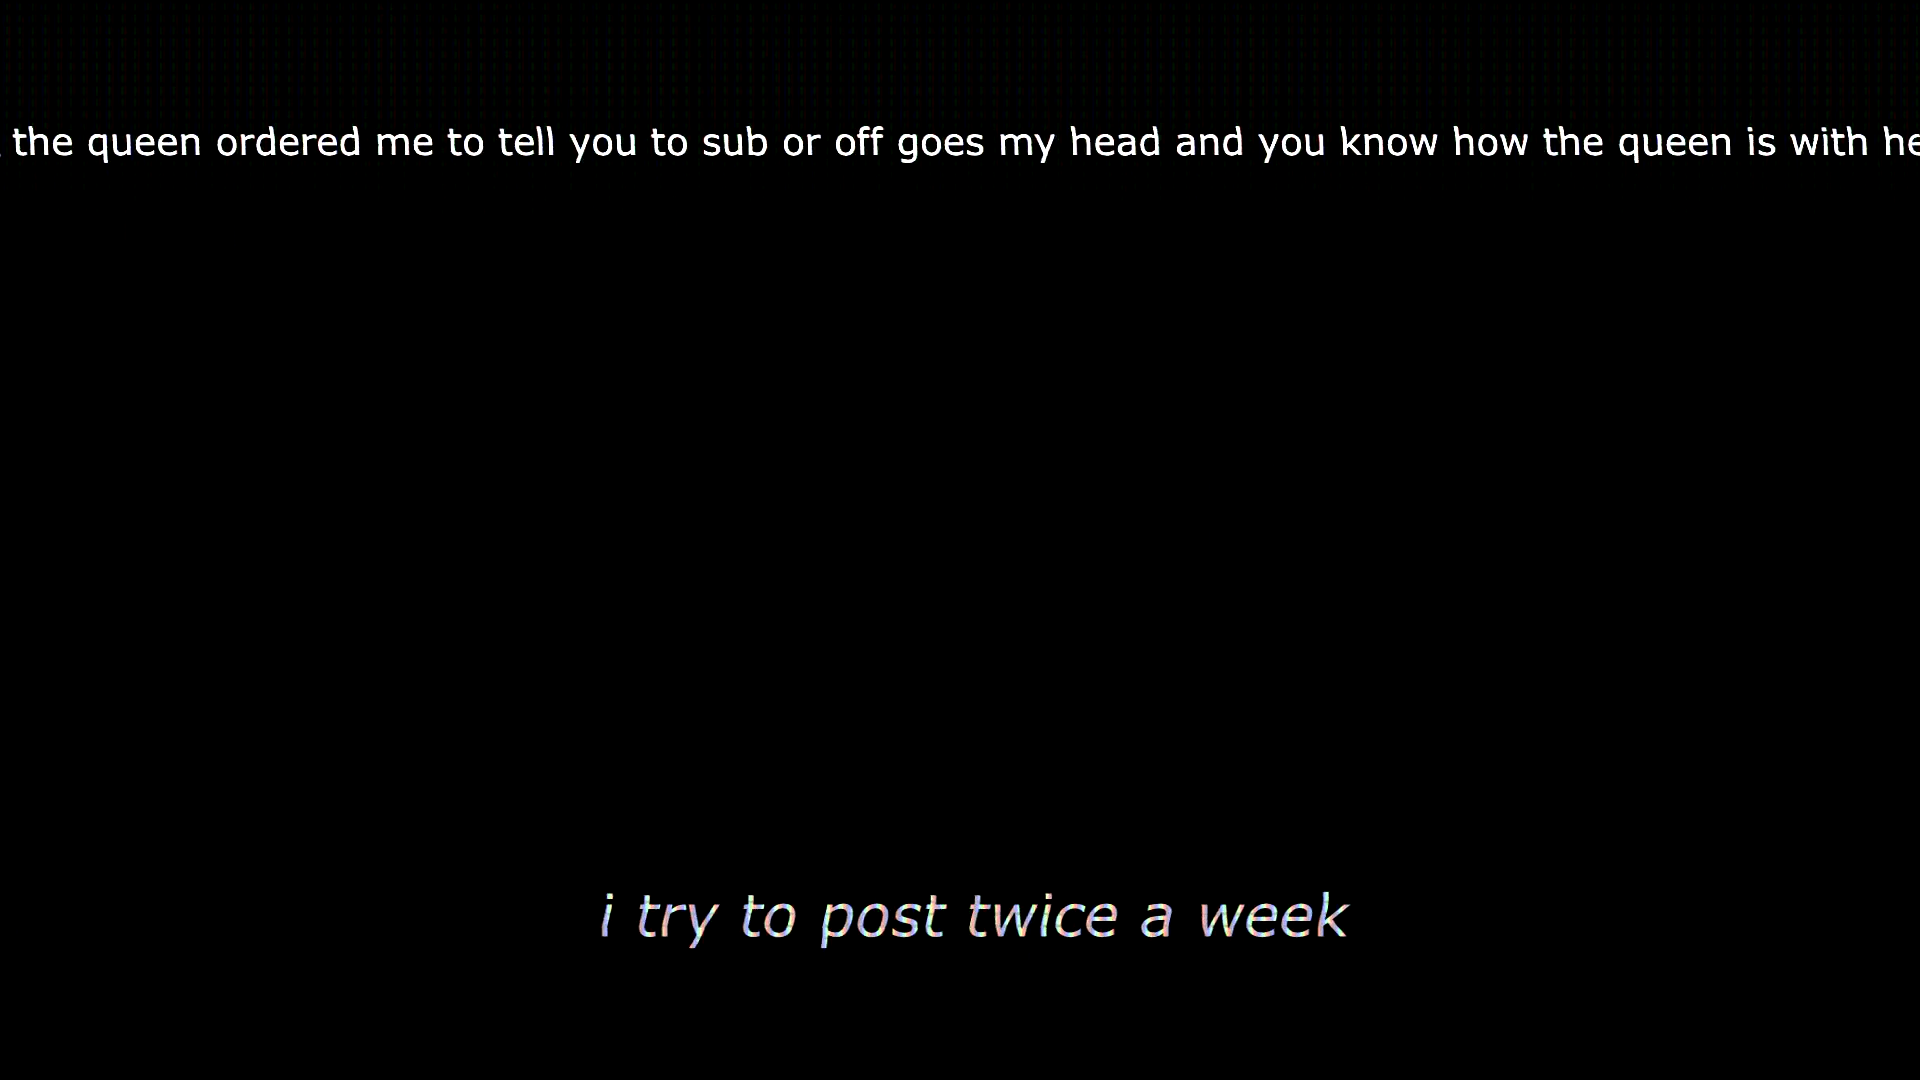 the queen ordered me to tell you to sub or off goes my head and you know how the queen is with
i try to post twice a week